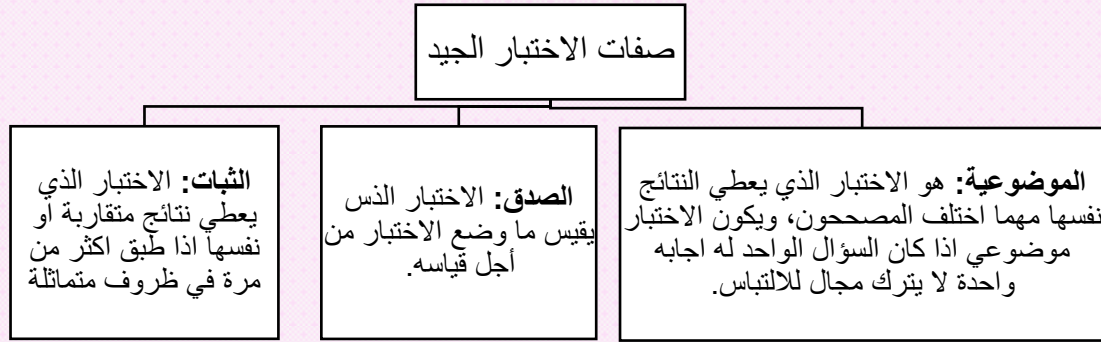 صفات الاختبار الجيد
الموضوعية: هو الاختبار الذي يعطي النتائج
نفسها مهما اختلف المصححون، ويكون الاختبار
موضوعي اذا كان السؤال الواحد له اجابه
واحدة لا يترك مجال للالتباس.
الصدق: الاختبار الذس
يقيس ما وضع الاختبار من
أجل قياسه.
الثبات: الاختبار الذي
يعطي نتائج متقاربة او
نفسها اذا طبق اكثر من
مرة في ظروف متماثلة